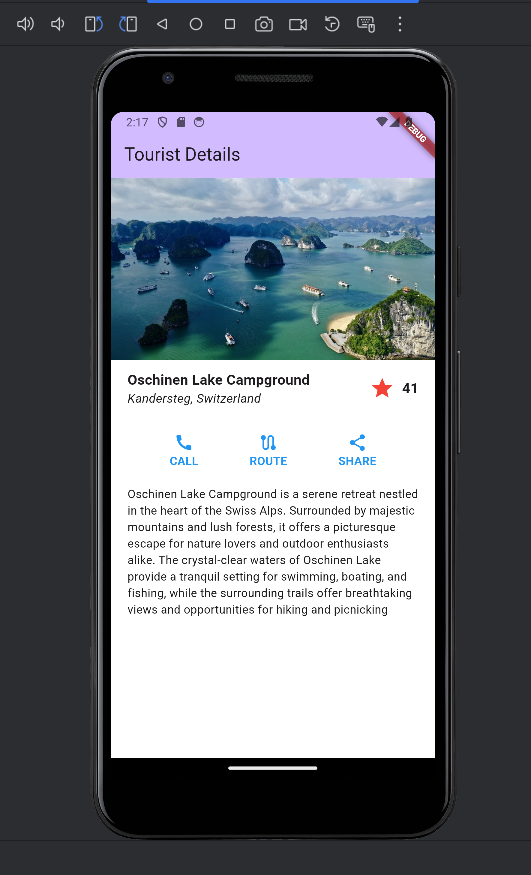 2:17
DEBUG
Tourist Details
Oschinen Lake Campground
Kandersteg, Switzerland
41
CALL ROUTE SHARE
Oschinen Lake Campground is a serene retreat nestled
in the heart of the Swiss Alps. Surrounded by majestic
mountains and lush forests, it offers a picturesque
escape for nature lovers and outdoor enthusiasts
alike. The crystal-clear waters of Oschinen Lake
provide a tranquil setting for swimming, boating, and
fishing, while the surrounding trails offer breathtaking
views and opportunities for hiking and picnicking